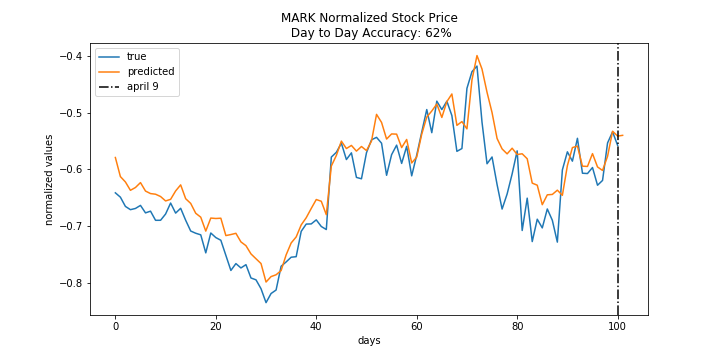 MARK Normalized Stock Price
Day to Day Accuracy: 62%
true
predicted
april 9
−0.4
−0.5
−0.6
−0.7
−0.8
normalized values
0
20
40
60
80
100
days